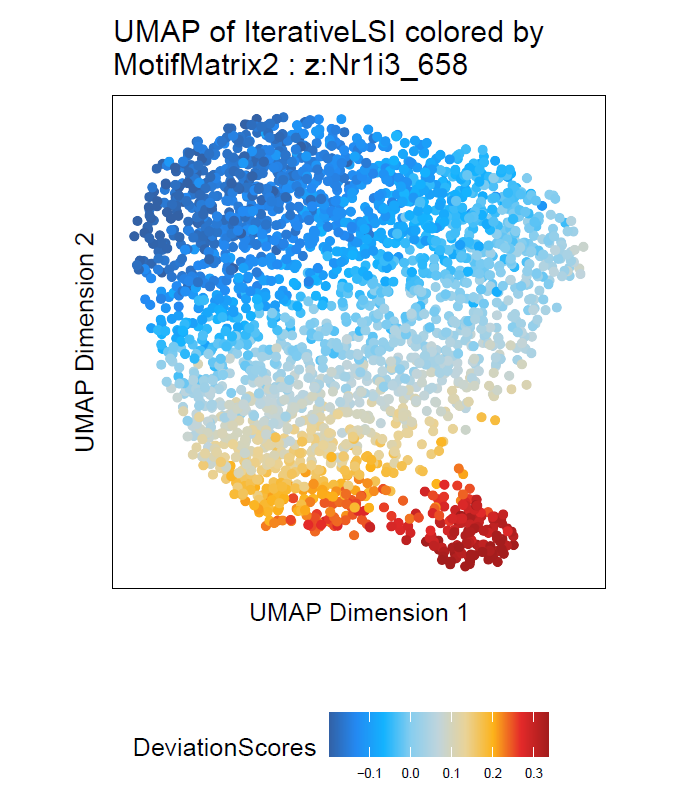 UMAP of IterativeLSI colored by
MotifMatrix2 : z:Nr1i3_658
UMAP Dimension 2
UMAP Dimension 1
DeviationScores
−0.1 0.0 0.1 0.2 0.3